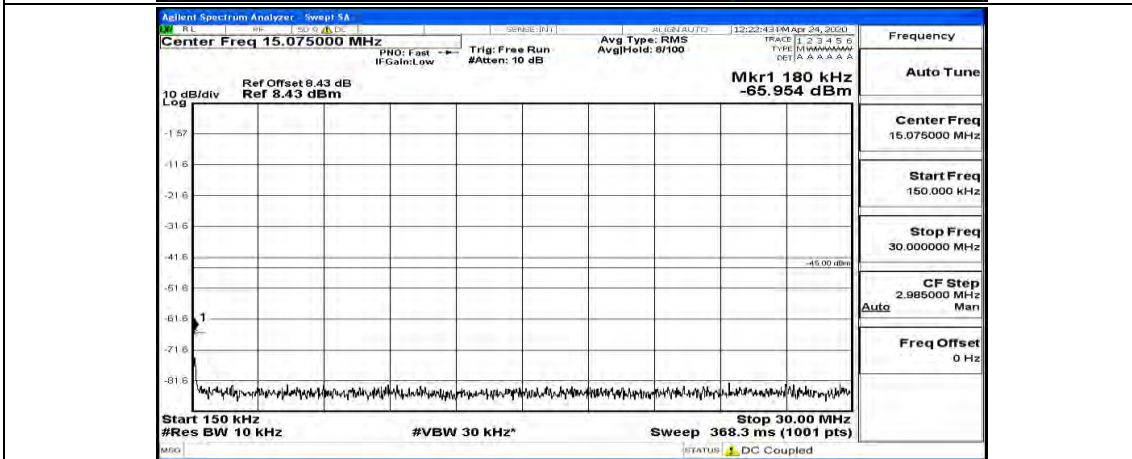 Agilent Spectrum Analyzer - Swept SA
RL RF 50 Ω DC SENSE:INT ALIGN AUTO 12:22:43 PM Apr 24, 2020
Center Freq 15.075000 MHz
PNO: Fast
IFGain:Low
Trig: Free Run
#Atten: 10 dB
Avg Type: RMS
Avg|Hold: 8/100
TRACE 1 2 3 4 5 6
TYPE M W W W W W
DET A A A A A A
Ref Offset 8.43 dB
10 dB/div Ref 8.43 dBm
Log
Mkr1 180 kHz
-65.954 dBm
-1.57
-11.6
-21.6
-31.6
-41.6
-45.00 dBm
-51.6
-61.6
1
-71.6
-81.6
Start 150 kHz
Stop 30.00 MHz
#Res BW 10 kHz
#VBW 30 kHz*
Sweep 368.3 ms (1001 pts)
MSG
STATUS DC Coupled
Frequency
Auto Tune
Center Freq
15.075000 MHz
Start Freq
150.000 kHz
Stop Freq
30.000000 MHz
CF Step
2.985000 MHz
Auto Man
Freq Offset
0 Hz